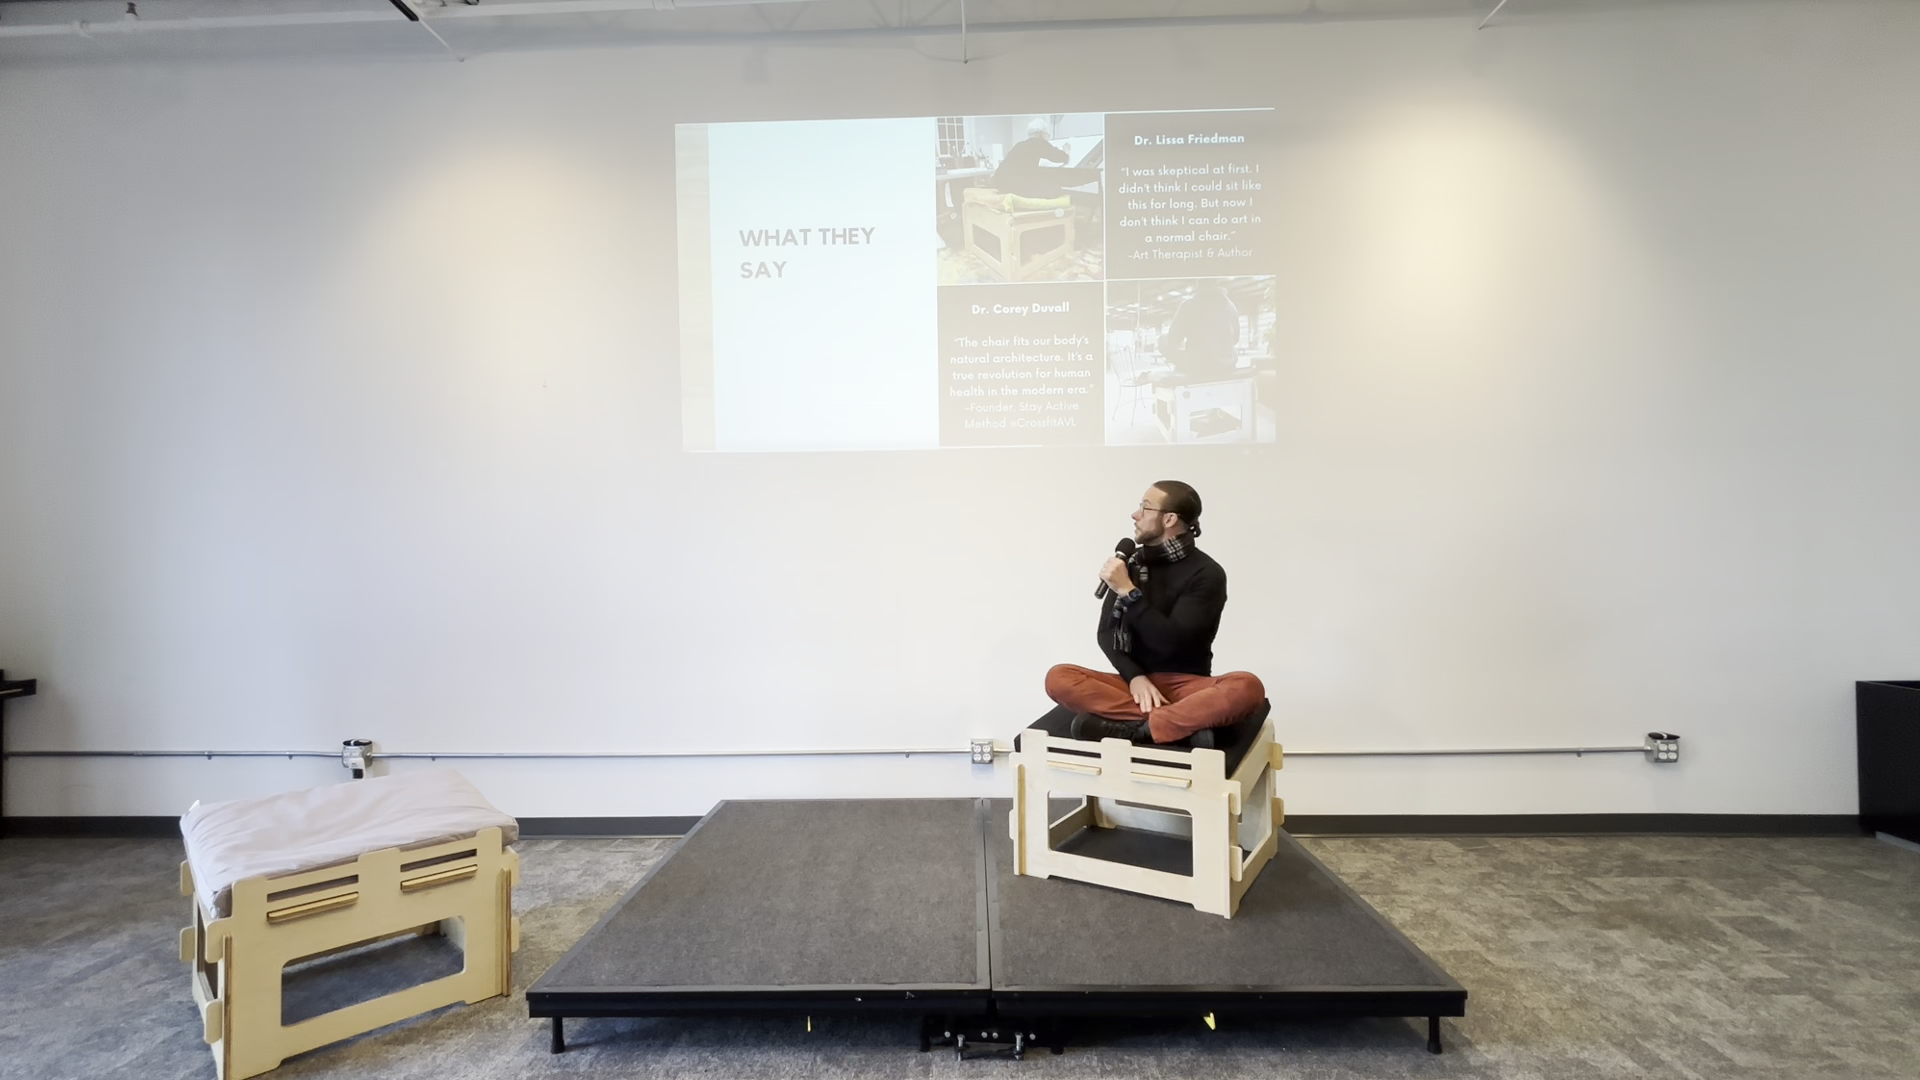 WHAT THEY
SAY
Dr. Lissa Friedman
"I was skeptical at first. I
didn't think I could sit like
this for long. But now I
don't think I can do art in
a normal chair."
-Art Therapist & Author
Dr. Corey Duvall
"The chair fits our body's
natural architecture. It's a
true revolution for human
health in the modern era."
-Founder, Stay Active
Method @CrossfitAVL